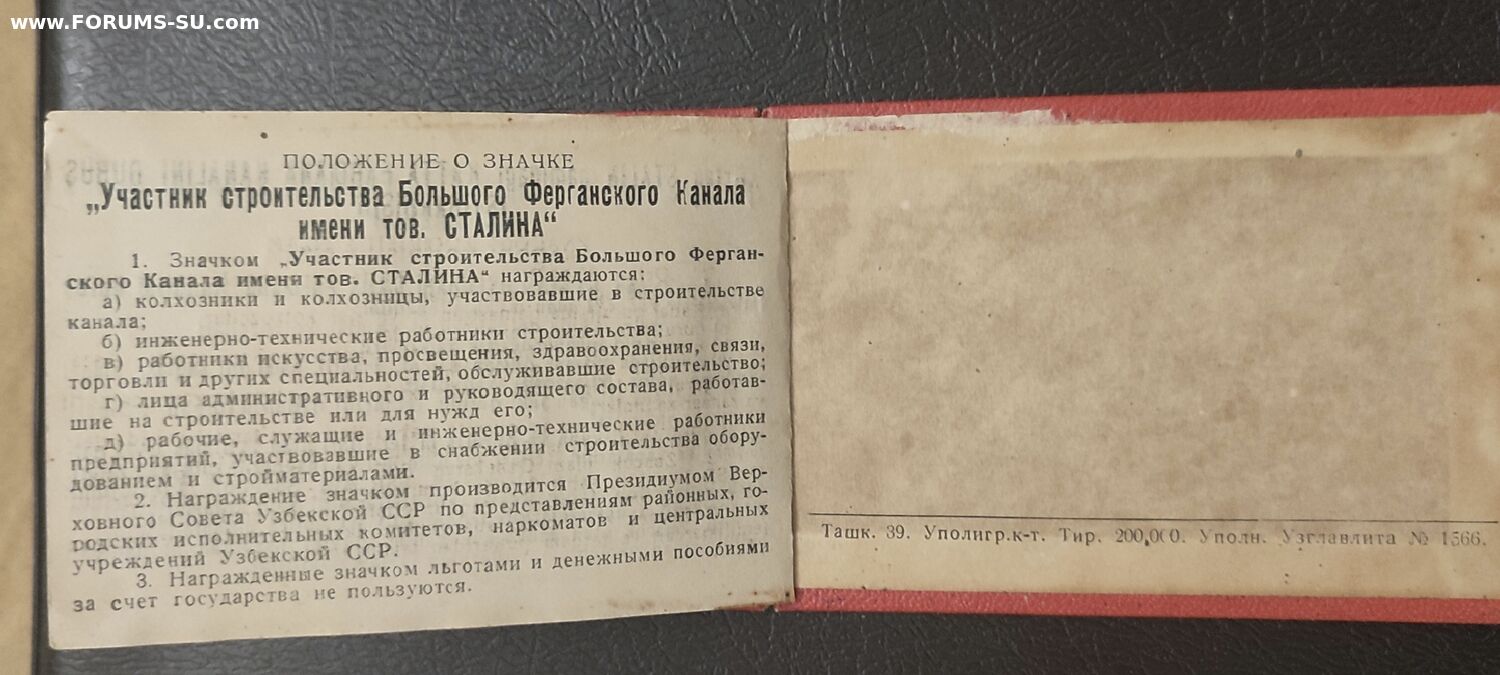 www.FORUMS-SU.com
ПОЛОЖЕНИЕ О ЗНАЧКЕ
„Участник строительства Большого Ферганского Канала
имени тов. СТАЛИНА“
1. Значком „Участник строительства Большого Ферган-
ского Канала имени тов. СТАЛИНА“ награждаются:
а) колхозники и колхозницы, участвовавшие в строительстве
канала;
б) инженерно-технические работники строительства;
в) работники искусства, просвещения, здравоохранения, связи,
торговли и других специальностей, обслуживавшие строительство;
г) лица административного и руководящего состава, работав-
шие на строительстве или для нужд его;
д) рабочие, служащие и инженерно-технические работники
предприятий, участвовавшие в снабжении строительства обору-
дованием и стройматериалами.
2. Награждение значком производится Президиумом Вер-
ховного Совета Узбекской ССР по представлениям районных, го-
родских исполнительных комитетов, наркоматов и центральных
учреждений Узбекской ССР.
3. Награжденные значком льготами и денежными пособиями
за счет государства не пользуются.
Ташк. 39. Уполигр.к-т. Тир. 200,000. Уполн. Узглавлита № 1566.